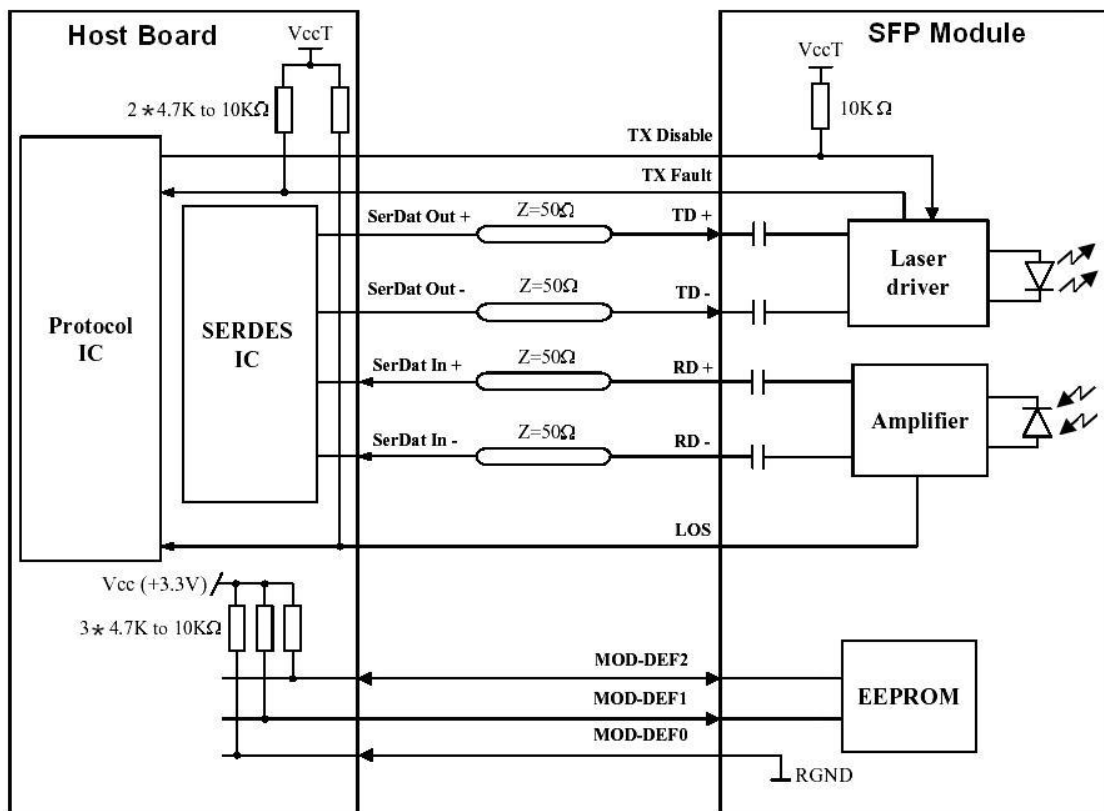 Host Board
SFP Module
VccT
VccT
2*4.7K to 10KΩ
10KΩ
TX Disable
TX Fault
SerDat Out +
Z=50Ω
TD +
SerDat Out -
Z=50Ω
TD -
Laser
driver
Protocol
IC
SERDES
IC
SerDat In +
Z=50Ω
RD +
SerDat In -
Z=50Ω
RD -
Amplifier
LOS
Vcc (+3.3V)
3*4.7K to 10KΩ
MOD-DEF2
MOD-DEF1
MOD-DEF0
EEPROM
RGND